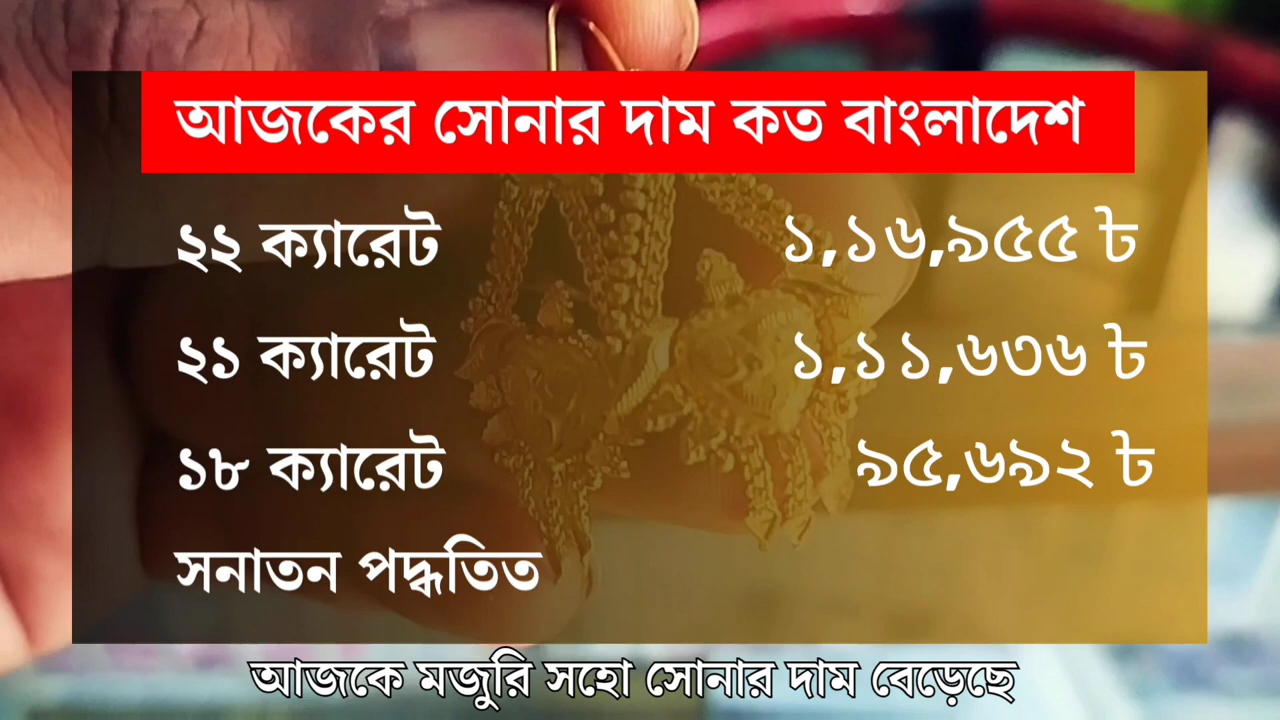 আজকের সোনার দাম কত বাংলাদেশ
২২ ক্যারেট ১,১৬,৯৫৫ ৳
২১ ক্যারেট ১,১১,৬৩৬ ৳
১৮ ক্যারেট ৯৫,৬৯২ ৳
সনাতন পদ্ধতিত
আজকে মজুরি সহো সোনার দাম বেড়েছে